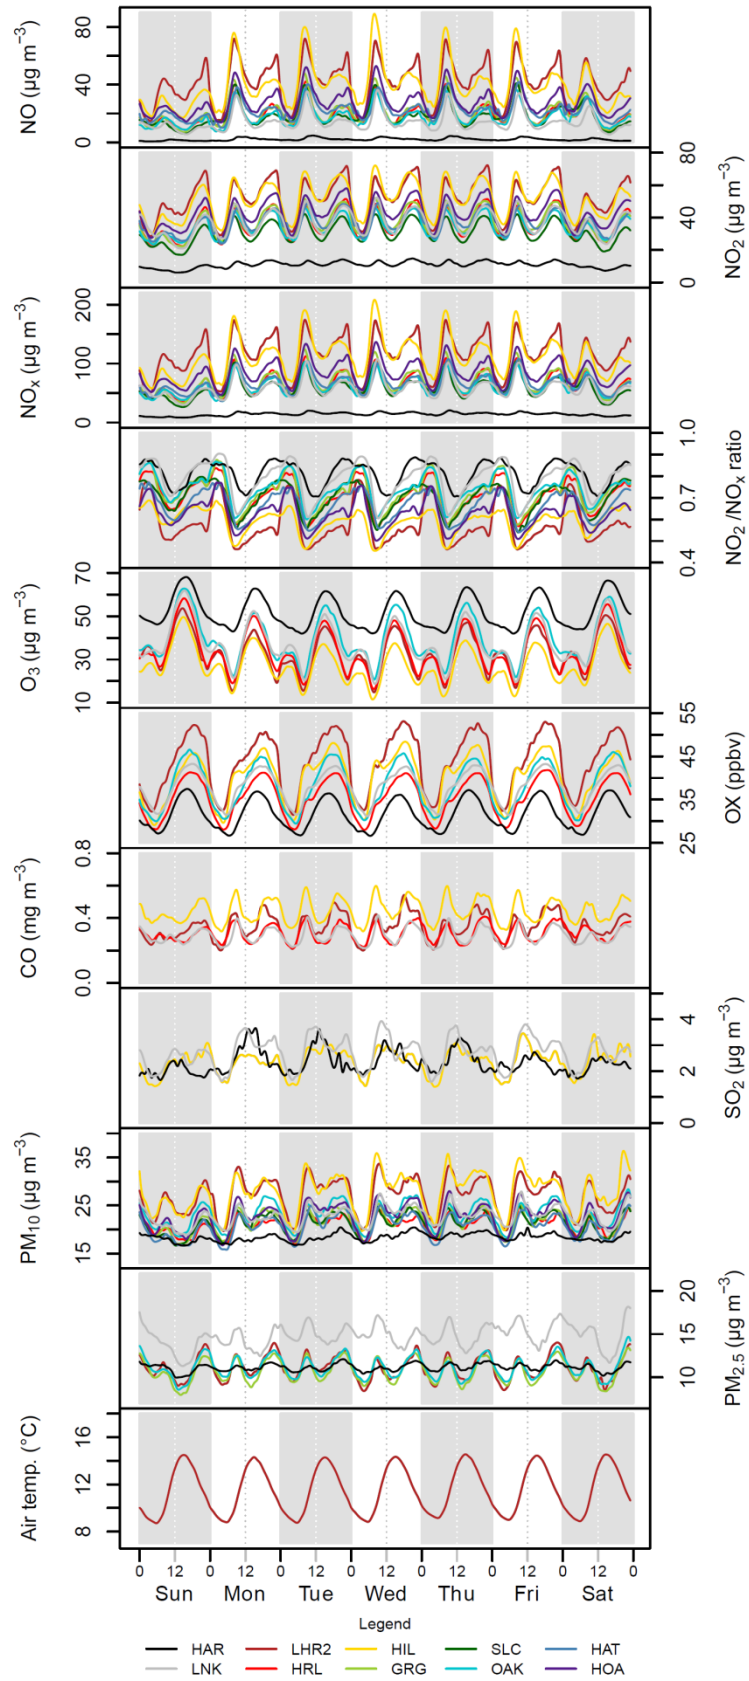 NO (µg m⁻³)
0 40 80
NO₂ (µg m⁻³)
0 40 80
NOₓ (µg m⁻³)
0 100 200
NO₂ /NOₓ ratio
0.4 0.7 1.0
O₃ (µg m⁻³)
10 30 50 70
OX (ppbv)
25 35 45 55
CO (mg m⁻³)
0.0 0.4 0.8
SO₂ (µg m⁻³)
0 2 4
PM₁₀ (µg m⁻³)
15 25 35
PM₂.₅ (µg m⁻³)
10 15 20
Air temp. (°C)
8 12 16
0 12 0 12 0 12 0 12 0 12 0 12 0 12 0
Sun Mon Tue Wed Thu Fri Sat
Legend
HAR LHR2 HIL SLC HAT
LNK HRL GRG OAK HOA